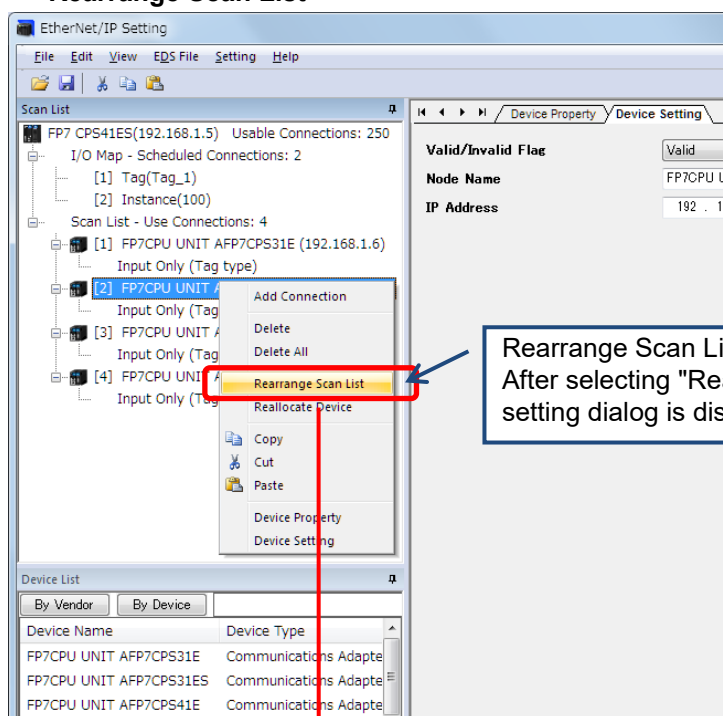 Rearrange Scan List
EtherNet/IP Setting
File Edit View EDS File Setting Help
Scan List
FP7 CPS41ES(192.168.1.5) Usable Connections: 250
I/O Map - Scheduled Connections: 2
[1] Tag(Tag_1)
[2] Instance(100)
Scan List - Use Connections: 4
[1] FP7CPU UNIT AFP7CPS31E (192.168.1.6)
Input Only (Tag type)
[2] FP7CPU UNIT
Input Only (Tag
[3] FP7CPU UNIT
Input Only (Tag
[4] FP7CPU UNIT
Input Only (Tag
Add Connection
Delete
Delete All
Rearrange Scan List
Reallocate Device
Copy
Cut
Paste
Device Property
Device Setting
Device Property Device Setting
Valid/Invalid Flag Valid
Node Name FP7CPU
IP Address 192 . 1
Rearrange Scan
After selecting
setting dialog is
Device List
By Vendor By Device
Device Name Device Type
FP7CPU UNIT AFP7CPS31E Communications Adapte
FP7CPU UNIT AFP7CPS31ES Communications Adapte
FP7CPU UNIT AFP7CPS41E Communications Adapte